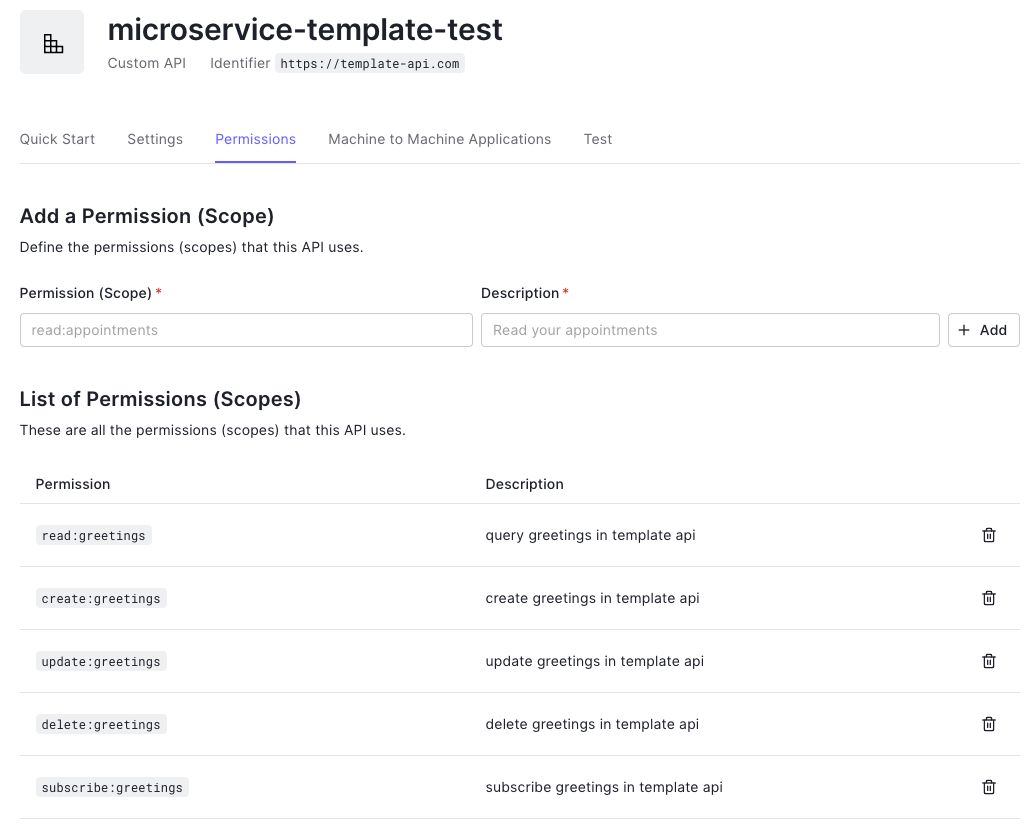 microservice-template-test
Custom API Identifier https://template-api.com
Quick Start Settings Permissions Machine to Machine Applications Test
Add a Permission (Scope)
Define the permissions (scopes) that this API uses.
Permission (Scope) * Description *
read:appointments Read your appointments + Add
List of Permissions (Scopes)
These are all the permissions (scopes) that this API uses.
Permission Description
read:greetings query greetings in template api
create:greetings create greetings in template api
update:greetings update greetings in template api
delete:greetings delete greetings in template api
subscribe:greetings subscribe greetings in template api